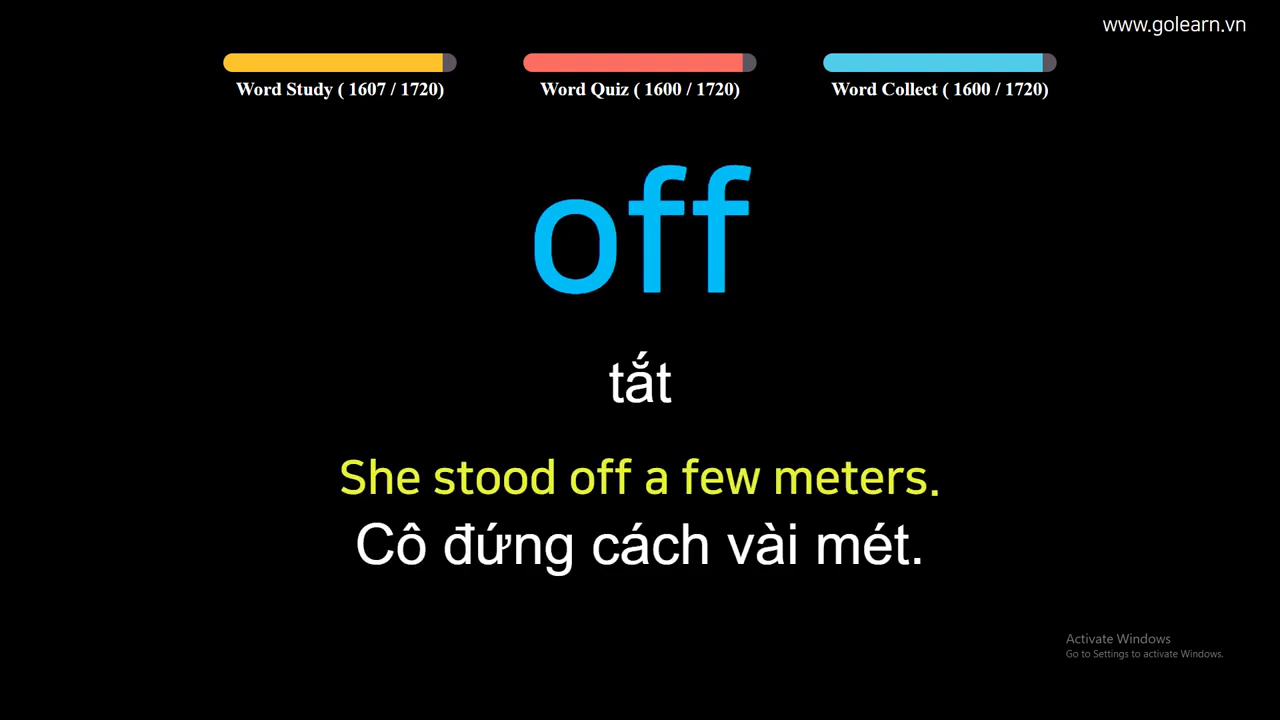 www.golearn.vn
Word Study ( 1607 / 1720)
Word Quiz ( 1600 / 1720)
Word Collect ( 1600 / 1720)
off
tắt
She stood off a few meters.
Cô đứng cách vài mét.
Activate Windows
Go to Settings to activate Windows.